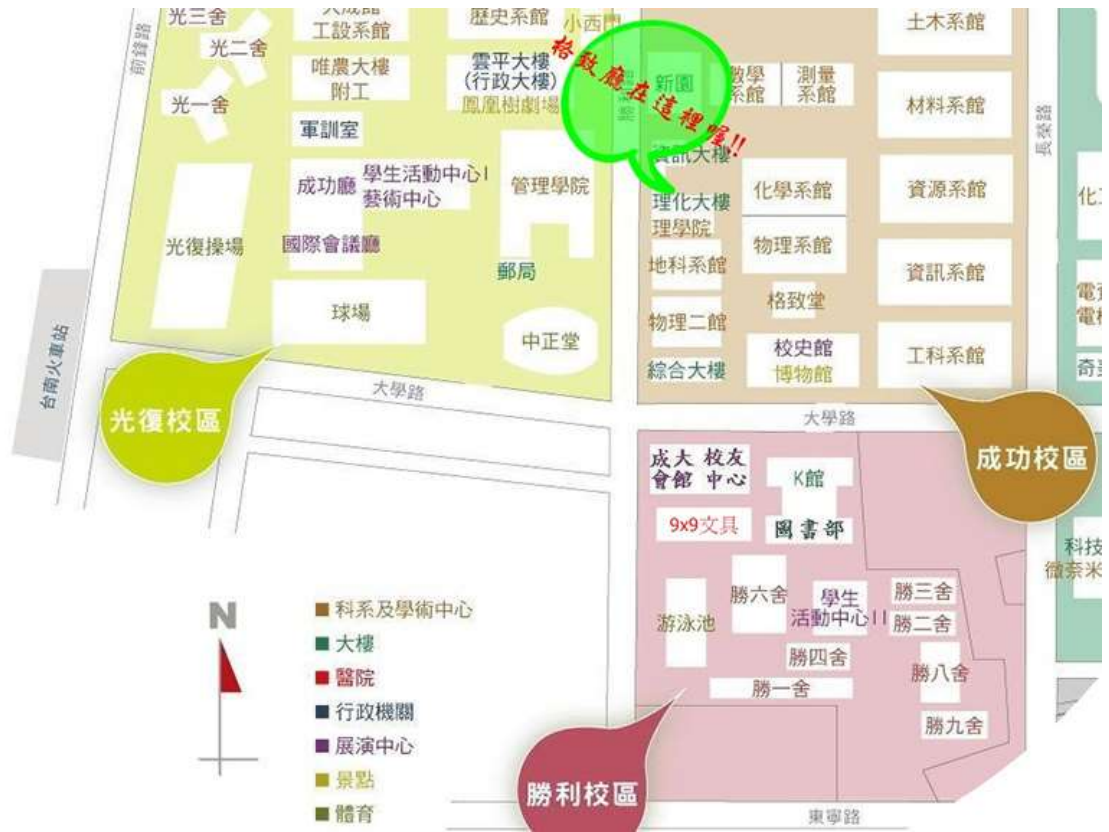 光三舍
光二舍
光一舍
前鋒路
工設系館
唯農大樓
附工
軍訓室
歷史系館
小西門
雲平大樓
(行政大樓)
鳳凰樹劇場
成功廳
學生活動中心I
藝術中心
國際會議廳
管理學院
郵局
光復操場
球場
中正堂
台南火車站
光復校區
大學路
格致廳在這裡喔!!
新園
數學
系館
測量
系館
資訊大樓
理化大樓
理學院
地科系館
物理二館
綜合大樓
化學系館
物理系館
格致堂
校史館
博物館
土木系館
材料系館
資源系館
資訊系館
工科系館
長榮路
大學路
成功校區
成大 校友
會館 中心
K館
9x9文具
圖書部
游泳池
勝六舍
學生
活動中心II
勝三舍
勝二舍
勝四舍
勝一舍
勝八舍
勝九舍
勝利校區
東寧路
科技
微奈米
N
科系及學術中心
大樓
醫院
行政機關
展演中心
景點
體育